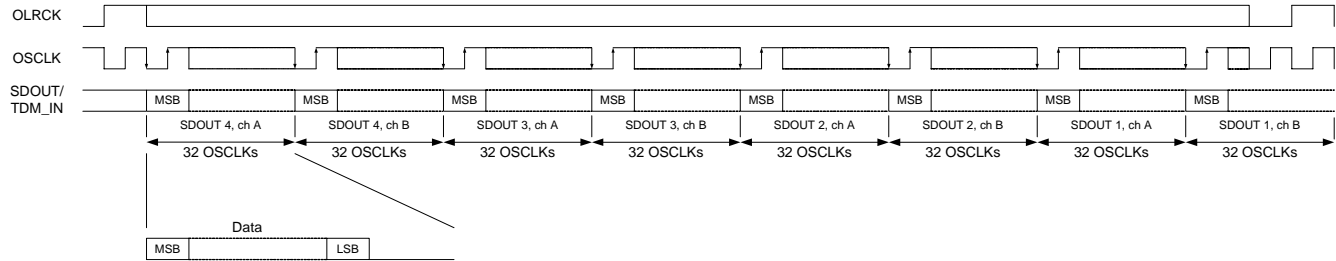 OLRCK
OSCLK
SDOUT/
TDM_IN
MSB MSB MSB MSB MSB MSB MSB MSB
SDOUT 4, ch A SDOUT 4, ch B SDOUT 3, ch A SDOUT 3, ch B SDOUT 2, ch A SDOUT 2, ch B SDOUT 1, ch A SDOUT 1, ch B
32 OSCLKs 32 OSCLKs 32 OSCLKs 32 OSCLKs 32 OSCLKs 32 OSCLKs 32 OSCLKs 32 OSCLKs
Data
MSB LSB